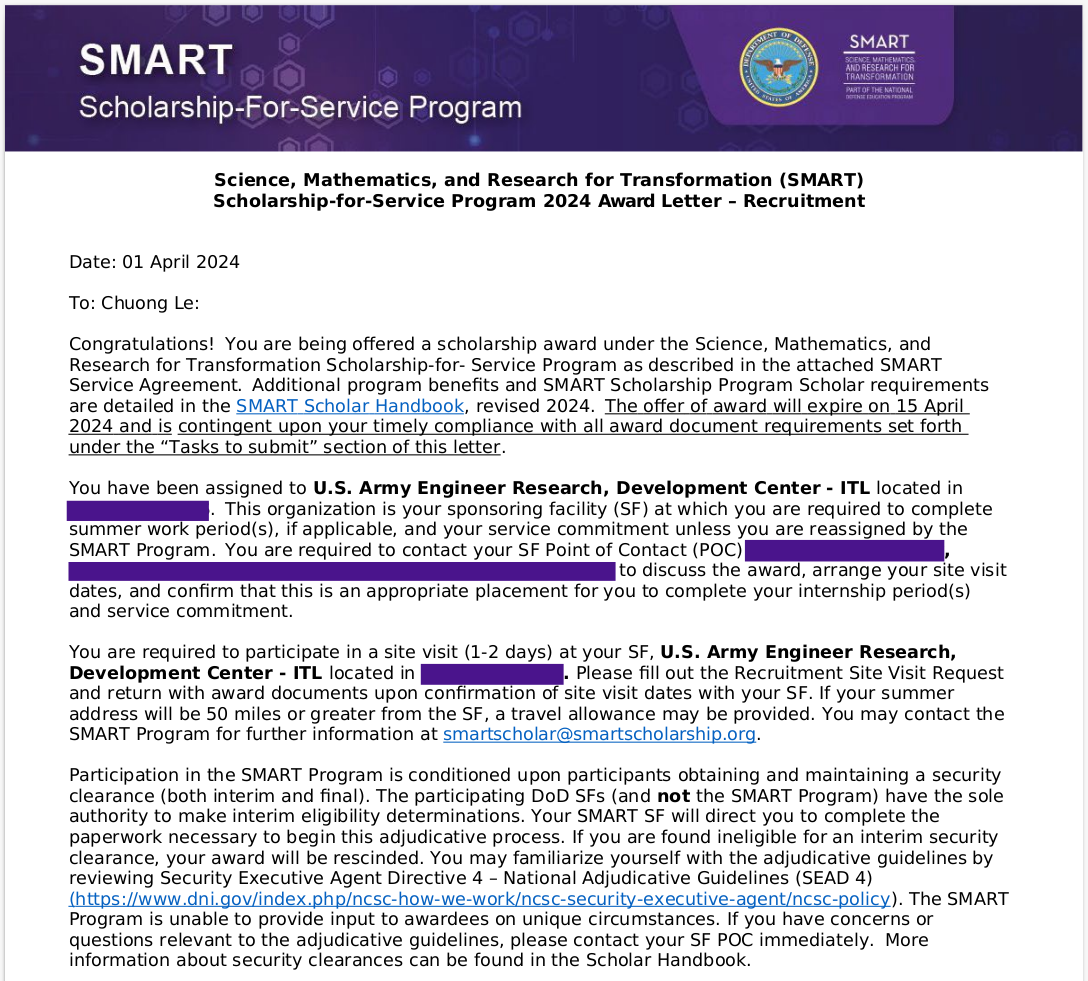 SMART
Scholarship-For-Service Program
DEPARTMENT OF DEFENSE
UNITED STATES OF AMERICA
SMART
SCIENCE, MATHEMATICS,
AND RESEARCH FOR
TRANSFORMATION
PART OF THE NATIONAL
DEFENSE EDUCATION PROGRAM
Science, Mathematics, and Research for Transformation (SMART)
Scholarship-for-Service Program 2024 Award Letter – Recruitment
Date: 01 April 2024
To: Chuong Le:
Congratulations!  You are being offered a scholarship award under the Science, Mathematics, and
Research for Transformation Scholarship-for- Service Program as described in the attached SMART
Service Agreement.  Additional program benefits and SMART Scholarship Program Scholar requirements
are detailed in the SMART Scholar Handbook, revised 2024.  The offer of award will expire on 15 April
2024 and is contingent upon your timely compliance with all award document requirements set forth
under the “Tasks to submit” section of this letter.
You have been assigned to U.S. Army Engineer Research, Development Center - ITL located in
.  This organization is your sponsoring facility (SF) at which you are required to complete
summer work period(s), if applicable, and your service commitment unless you are reassigned by the
SMART Program.  You are required to contact your SF Point of Contact (POC) ,
to discuss the award, arrange your site visit
dates, and confirm that this is an appropriate placement for you to complete your internship period(s)
and service commitment.
You are required to participate in a site visit (1-2 days) at your SF, U.S. Army Engineer Research,
Development Center - ITL located in . Please fill out the Recruitment Site Visit Request
and return with award documents upon confirmation of site visit dates with your SF. If your summer
address will be 50 miles or greater from the SF, a travel allowance may be provided. You may contact the
SMART Program for further information at smartscholar@smartscholarship.org.
Participation in the SMART Program is conditioned upon participants obtaining and maintaining a security
clearance (both interim and final). The participating DoD SFs (and not the SMART Program) have the sole
authority to make interim eligibility determinations. Your SMART SF will direct you to complete the
paperwork necessary to begin this adjudicative process. If you are found ineligible for an interim security
clearance, your award will be rescinded. You may familiarize yourself with the adjudicative guidelines by
reviewing Security Executive Agent Directive 4 – National Adjudicative Guidelines (SEAD 4)
(https://www.dni.gov/index.php/ncsc-how-we-work/ncsc-security-executive-agent/ncsc-policy). The SMART
Program is unable to provide input to awardees on unique circumstances. If you have concerns or
questions relevant to the adjudicative guidelines, please contact your SF POC immediately.  More
information about security clearances can be found in the Scholar Handbook.